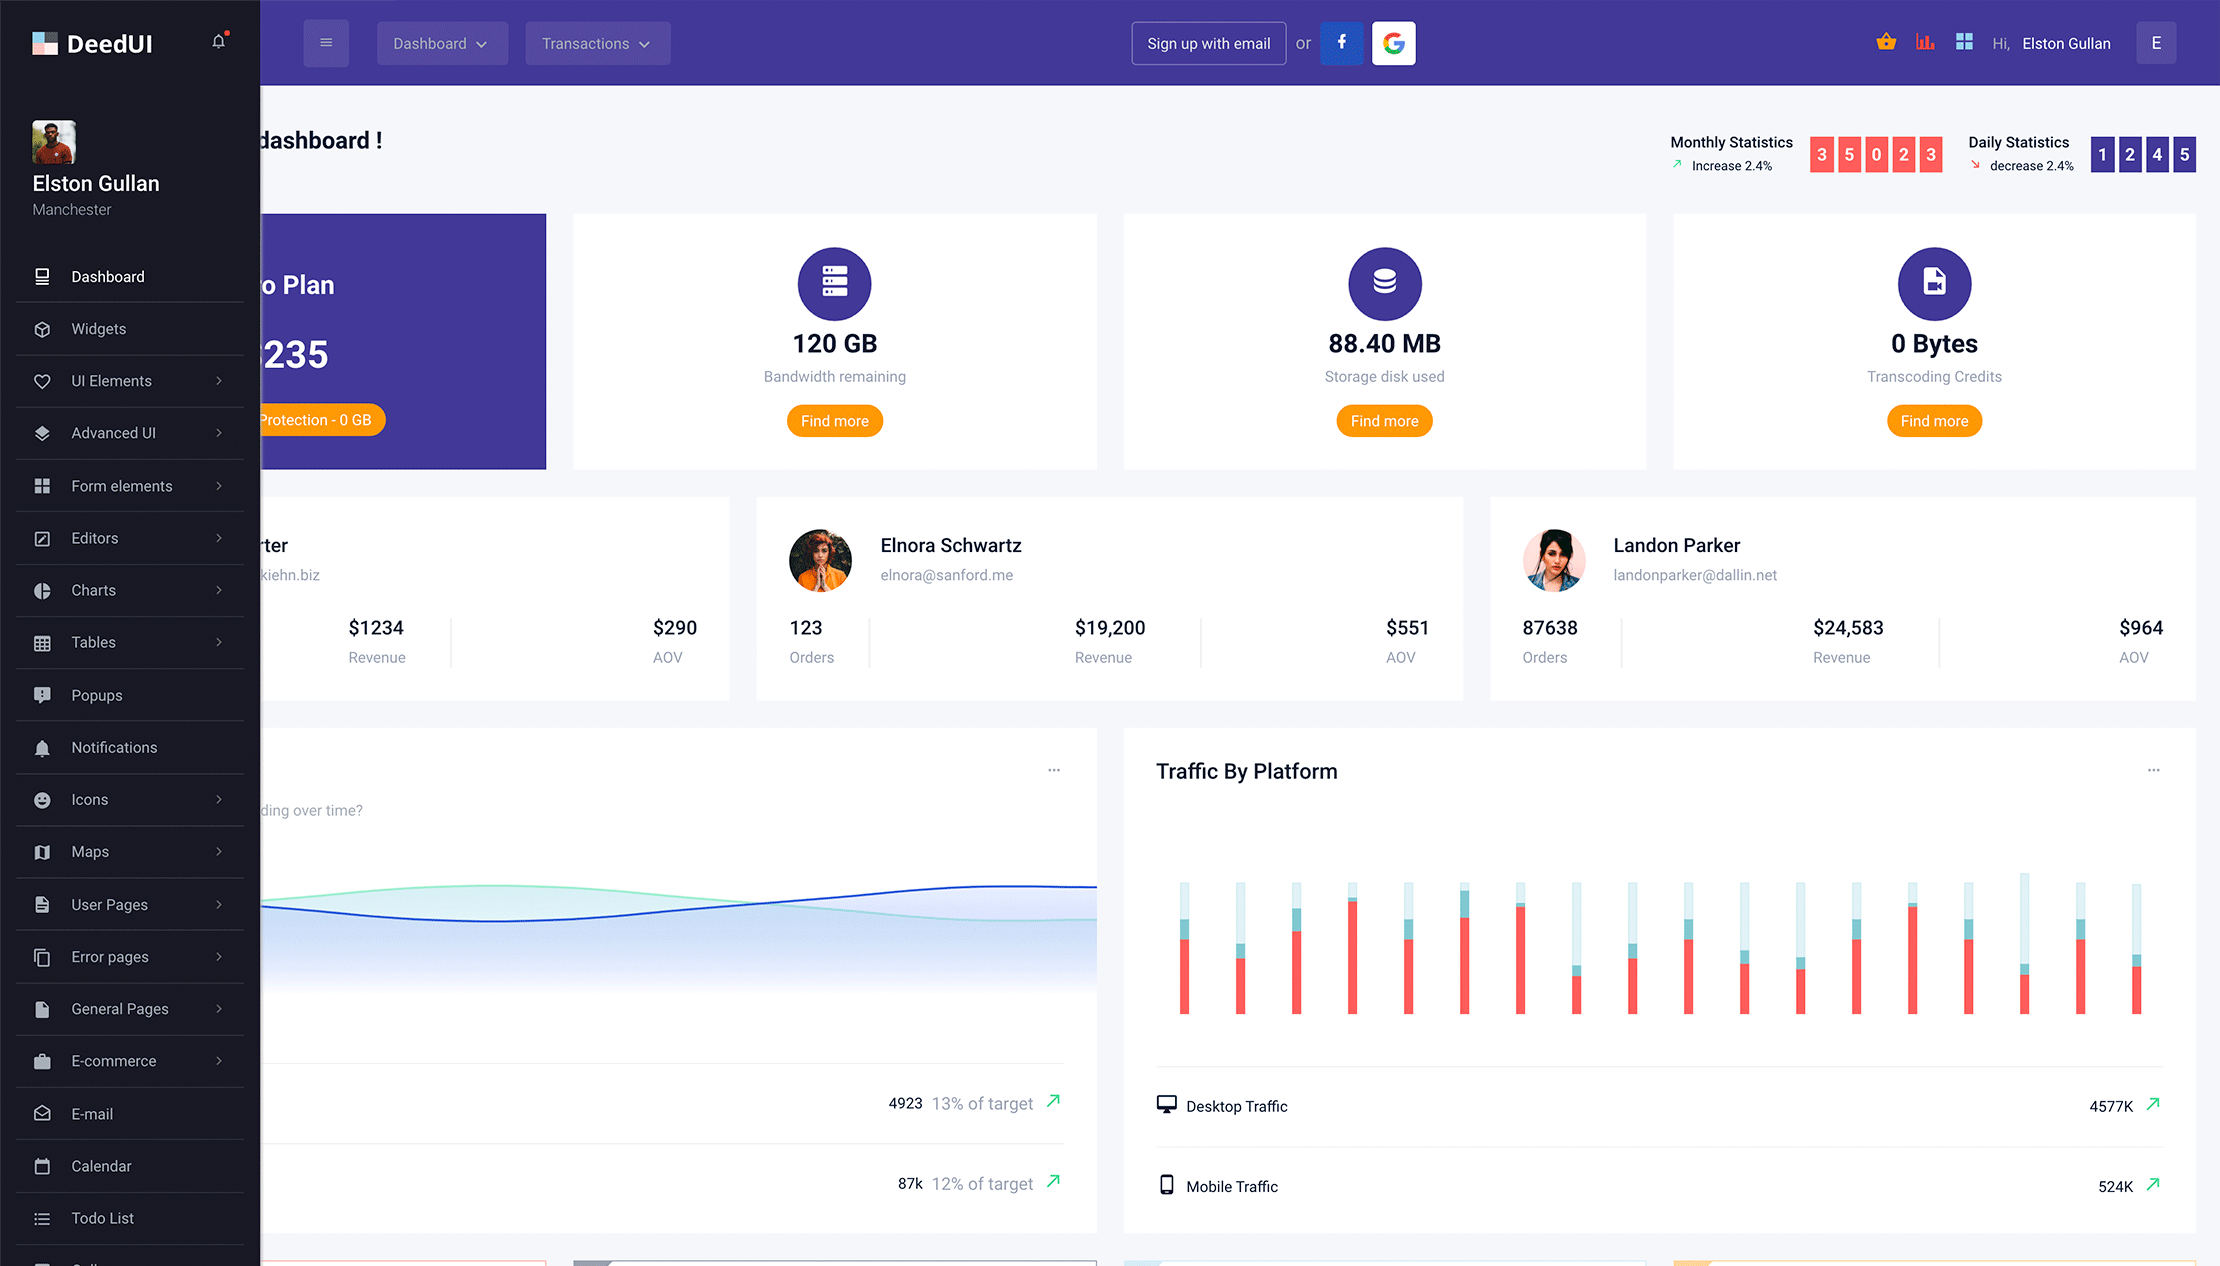 DeedUI
Dashboard
Transactions
Sign up with email
or
f
G
Hi, Elston Gullan
E
Elston Gullan
Manchester
Dashboard
Widgets
UI Elements
Advanced UI
Form elements
Editors
Charts
Tables
Popups
Notifications
Icons
Maps
User Pages
Error pages
General Pages
E-commerce
E-mail
Calendar
Todo List
dashboard !
Monthly Statistics
Increase 2.4%
3 5 0 2 3
Daily Statistics
decrease 2.4%
1 2 4 5
o Plan
235
Protection - 0 GB
120 GB
Bandwidth remaining
Find more
88.40 MB
Storage disk used
Find more
0 Bytes
Transcoding Credits
Find more
rter
kiehn.biz
$1234
Revenue
$290
AOV
Elnora Schwartz
elnora@sanford.me
123
Orders
$19,200
Revenue
$551
AOV
Landon Parker
landonparker@dallin.net
87638
Orders
$24,583
Revenue
$964
AOV
ding over time?
4923 13% of target
87k 12% of target
Traffic By Platform
Desktop Traffic
4577K
Mobile Traffic
524K